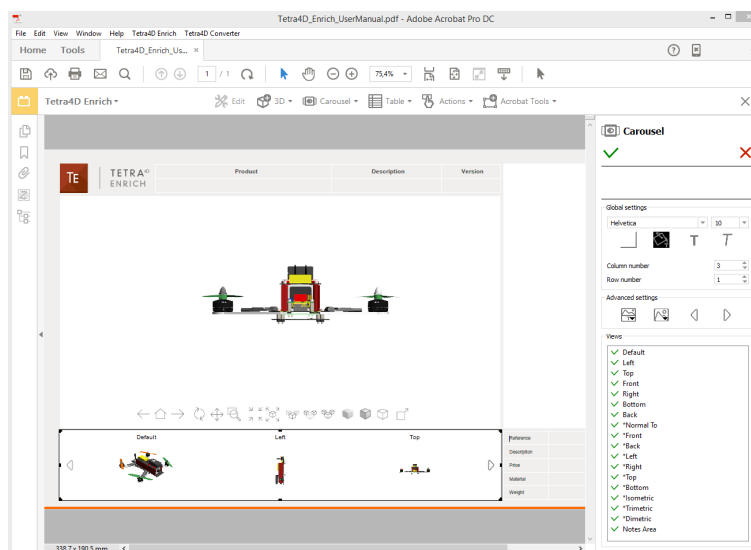 Tetra4D_Enrich_UserManual.pdf - Adobe Acrobat Pro DC
File Edit View Window Help Tetra4D Enrich Tetra4D Converter
Home Tools Tetra4D_Enrich_Us... ×
1 / 1 75,4%
Tetra4D Enrich Edit 3D Carousel Table Actions Acrobat Tools
Carousel
TE TETRA4D ENRICH
Product Description Version
Global settings
Helvetica 10
T T
Column number 3
Row number 1
Advanced settings
Views
Default
Left
Top
Front
Right
Bottom
Back
*Normal To
*Front
*Back
*Left
*Right
*Top
*Bottom
*Isometric
*Trimetric
*Dimetric
Notes Area
Default Left Top
Reference
Description
Price
Material
Weight
338,7 x 190,5 mm